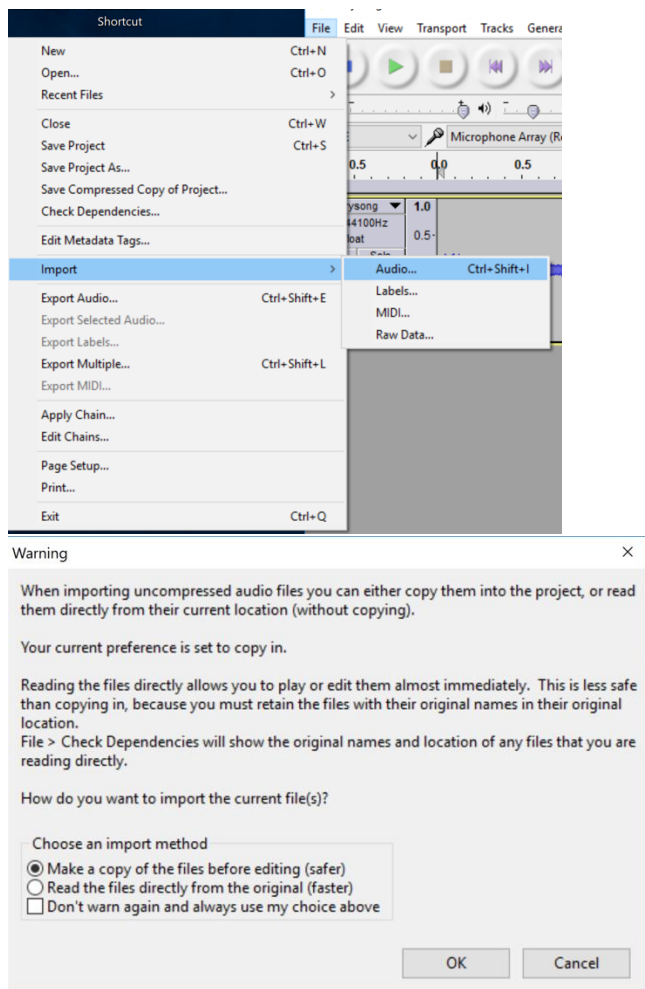 Shortcut
File Edit View Transport Tracks
New Ctrl+N
Open... Ctrl+O
Recent Files >
Close Ctrl+W
Save Project Ctrl+S
Save Project As...
Save Compressed Copy of Project...
Check Dependencies...
Edit Metadata Tags...
Import >
Export Audio... Ctrl+Shift+E
Export Selected Audio...
Export Labels...
Export Multiple... Ctrl+Shift+L
Export MIDI...
Apply Chain...
Edit Chains...
Page Setup...
Print...
Exit Ctrl+Q
Microphone Array
0.5 0.0 0.5
ysong 1.0
44100Hz
loat 0.5
Audio... Ctrl+Shift+I
Labels...
MIDI...
Raw Data...
Warning
When importing uncompressed audio files you can either copy them into the project, or read
them directly from their current location (without copying).
Your current preference is set to copy in.
Reading the files directly allows you to play or edit them almost immediately. This is less safe
than copying in, because you must retain the files with their original names in their original
location.
File > Check Dependencies will show the original names and location of any files that you are
reading directly.
How do you want to import the current file(s)?
Choose an import method
Make a copy of the files before editing (safer)
Read the files directly from the original (faster)
Don't warn again and always use my choice above
OK Cancel